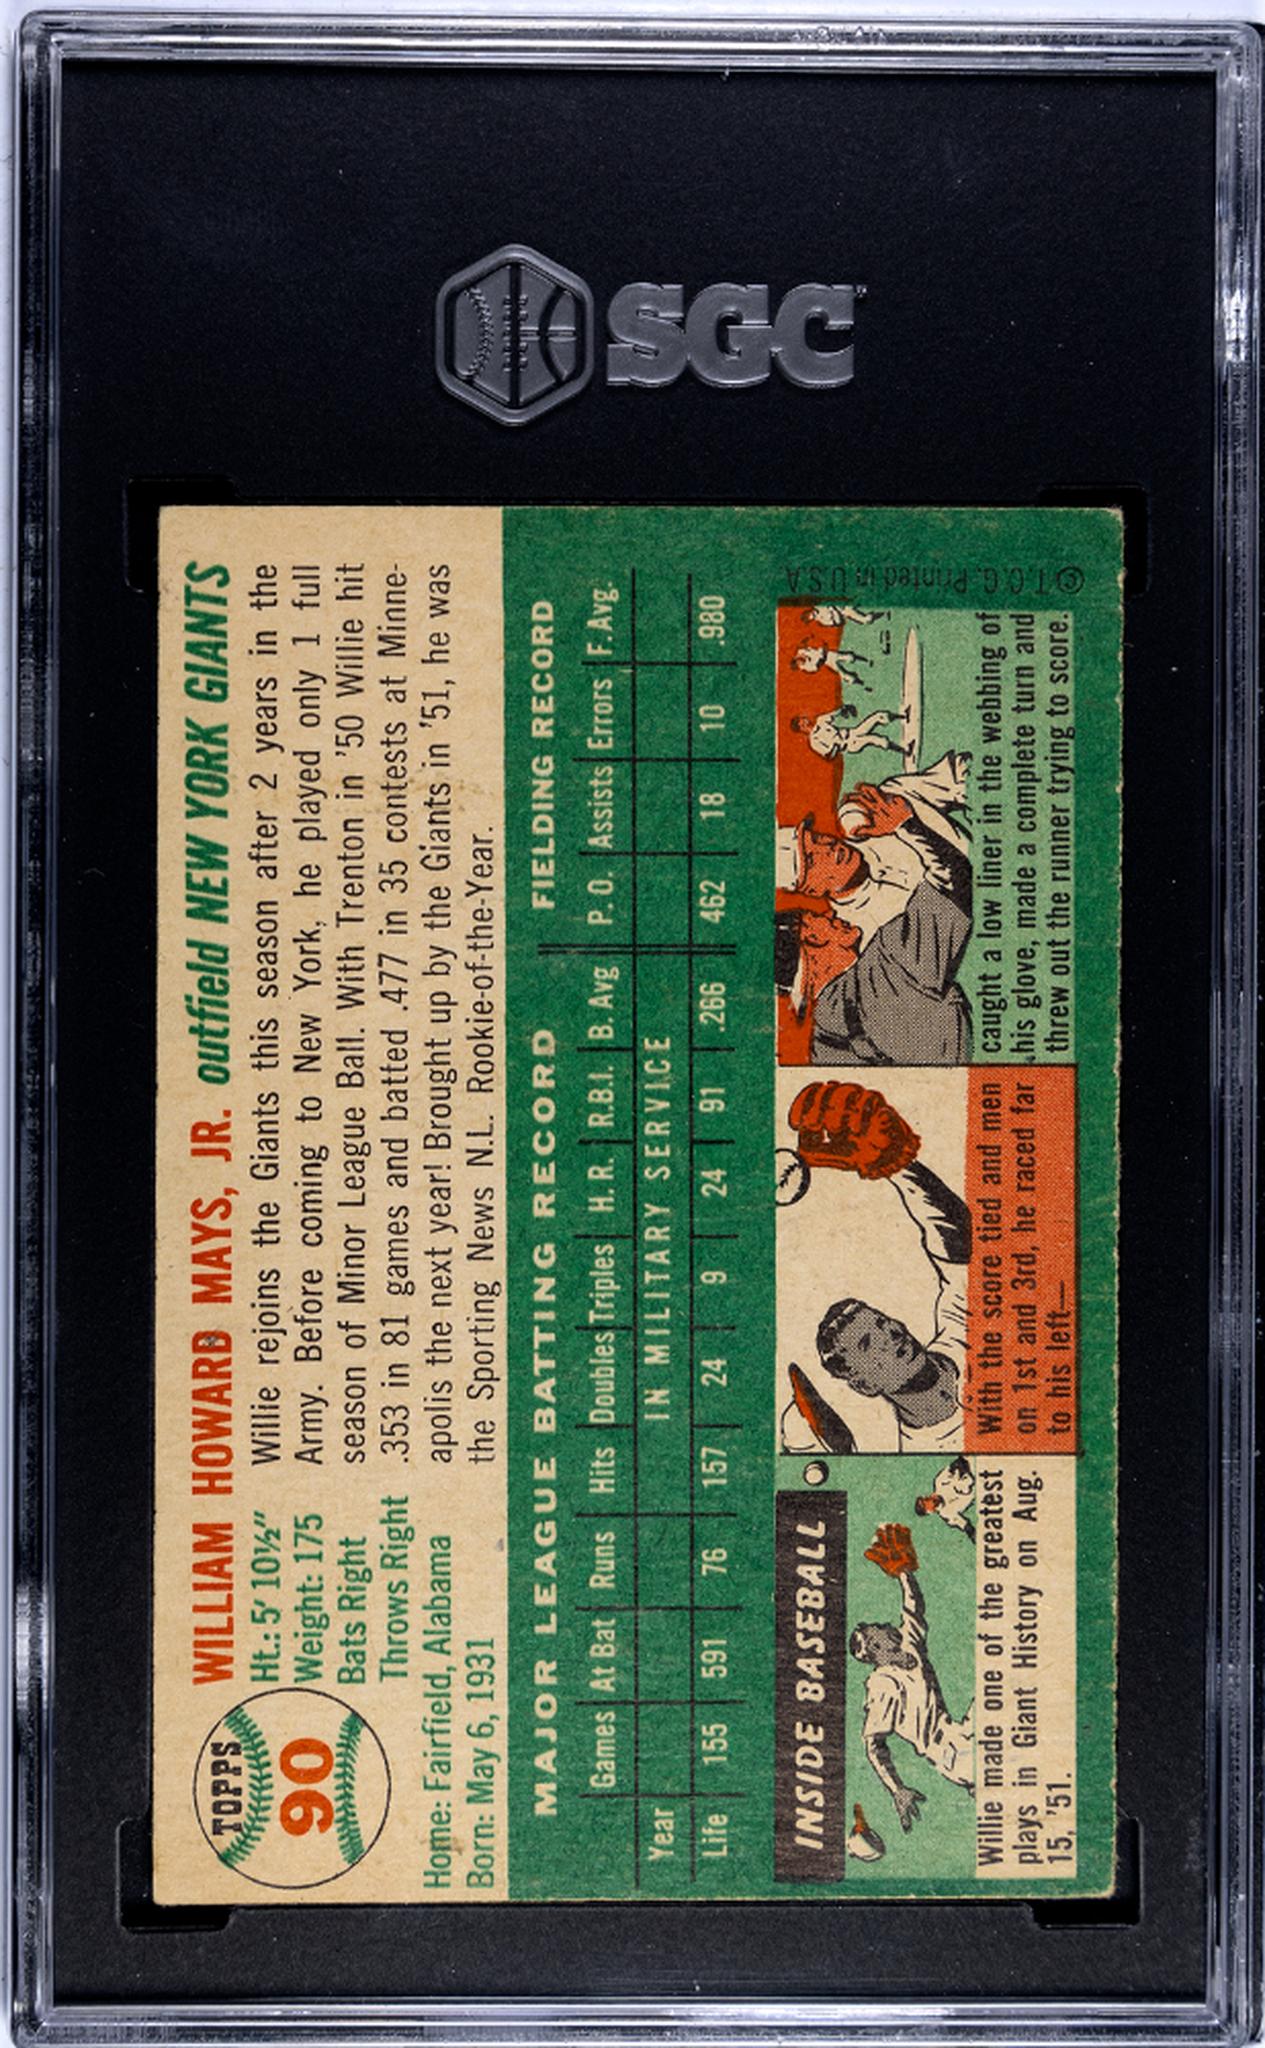 SGC
TOPPS
90
WILLIAM HOWARD MAYS, JR. outfield NEW YORK GIANTS
Ht.: 5' 10½"
Weight: 175
Bats Right
Throws Right
Home: Fairfield, Alabama
Born: May 6, 1931
Willie rejoins the Giants this season after 2 years in the
Army. Before coming to New York, he played only 1 full
season of Minor League Ball. With Trenton in '50 Willie hit
.353 in 81 games and batted .477 in 35 contests at Minne-
apolis the next year! Brought up by the Giants in '51, he was
the Sporting News N.L. Rookie-of-the-Year.
MAJOR LEAGUE BATTING RECORD FIELDING RECORD
Games At Bat Runs Hits Doubles Triples H.R. R.B.I. B. Avg P.O. Assists Errors F. Avg.
Year IN MILITARY SERVICE
Life 155 591 76 157 24 9 24 91 .266 462 18 10 .980
INSIDE BASEBALL
Willie made one of the greatest
plays in Giant History on Aug.
15, '51.
With the score tied and men
on 1st and 3rd, he raced far
to his left—
caught a low liner in the webbing of
his glove, made a complete turn and
threw out the runner trying to score.
© T.C.G. Printed in U.S.A